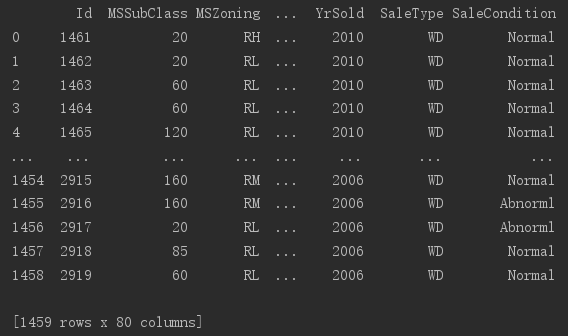 Id MSSubClass MSZoning ... YrSold SaleType SaleCondition
0 1461 20 RH ... 2010 WD Normal
1 1462 20 RL ... 2010 WD Normal
2 1463 60 RL ... 2010 WD Normal
3 1464 60 RL ... 2010 WD Normal
4 1465 120 RL ... 2010 WD Normal
... ... ... ... ... ... ... ...
1454 2915 160 RM ... 2006 WD Normal
1455 2916 160 RM ... 2006 WD Abnorml
1456 2917 20 RL ... 2006 WD Abnorml
1457 2918 85 RL ... 2006 WD Normal
1458 2919 60 RL ... 2006 WD Normal
[1459 rows x 80 columns]